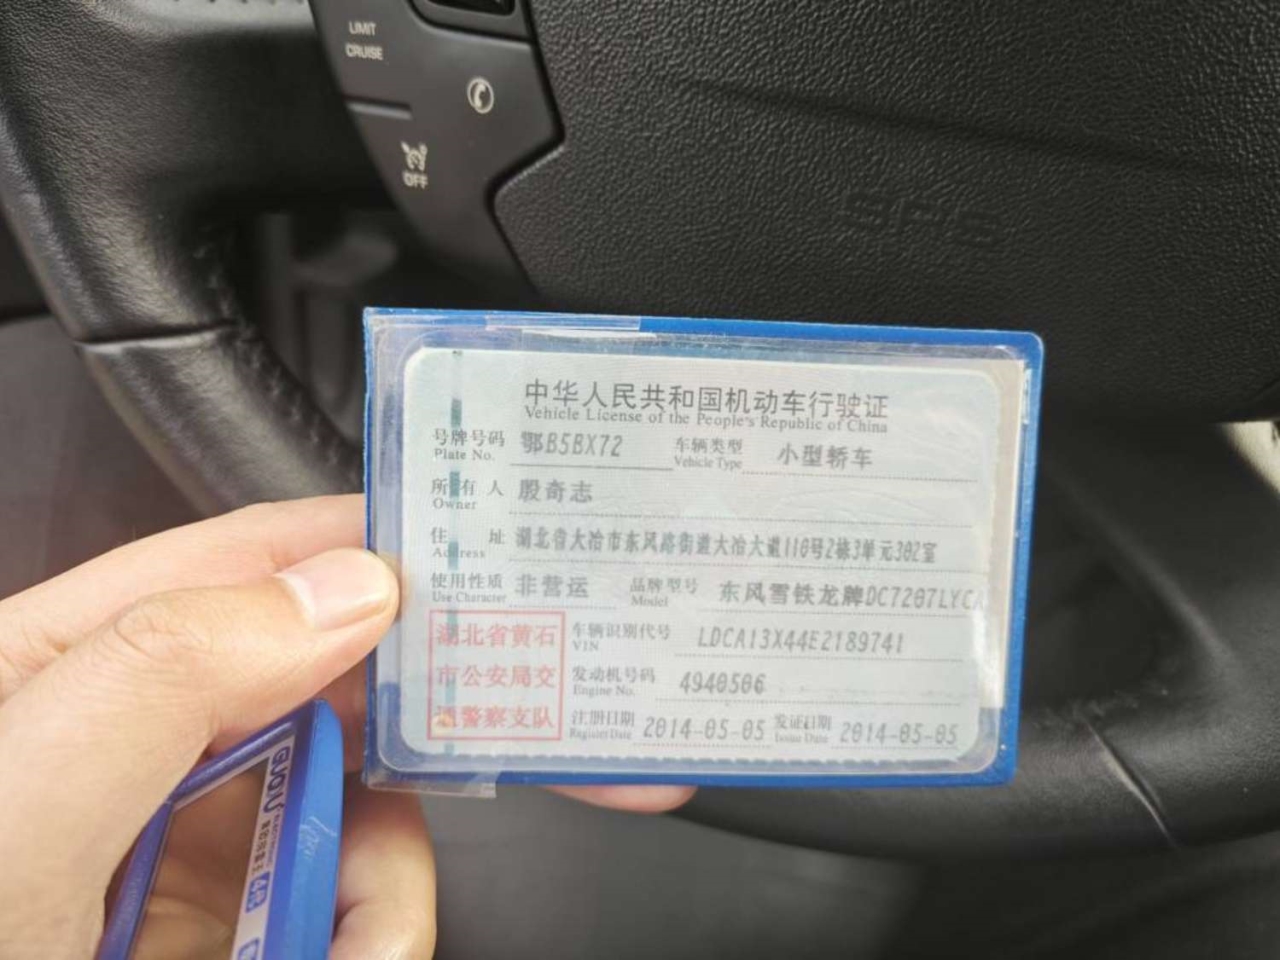 LIMIT
CRUISE
OFF
SRS
中华人民共和国机动车行驶证
Vehicle License of the People's Republic of China
号牌号码 鄂B5BX72 车辆类型 小型轿车
Plate No. Vehicle Type
所有人 殷奇志
Owner
住址 湖北省大冶市东风路街道大冶大道110号2栋3单元302室
Address
使用性质 非营运 品牌型号 东风雪铁龙牌DC7207LYCA
Use Character Model
湖北省黄石
市公安局交
通警察支队
车辆识别代号 LDCA13X44E2189741
VIN
发动机号码 4940506
Engine No.
注册日期 2014-05-05 发证日期 2014-05-05
Register Date Issue Date
GUOU